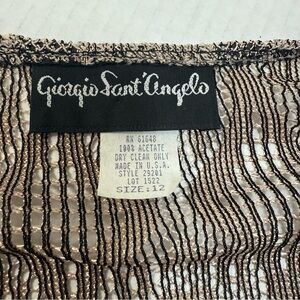 Giorgio Sant'Angelo
RN 61648
100% ACETATE
DRY CLEAN ONLY
MADE IN U.S.A.
STYLE 29201
LOT 1522
SIZE:12